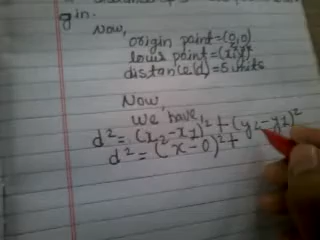 gin.
Now,
origin point=(0,0)
locus point=(x,y)
distance(d)=5 units
Now,
we have,
d²=(x₂-x₁)²+(y₂-y₁)²
d²=(x-0)²+